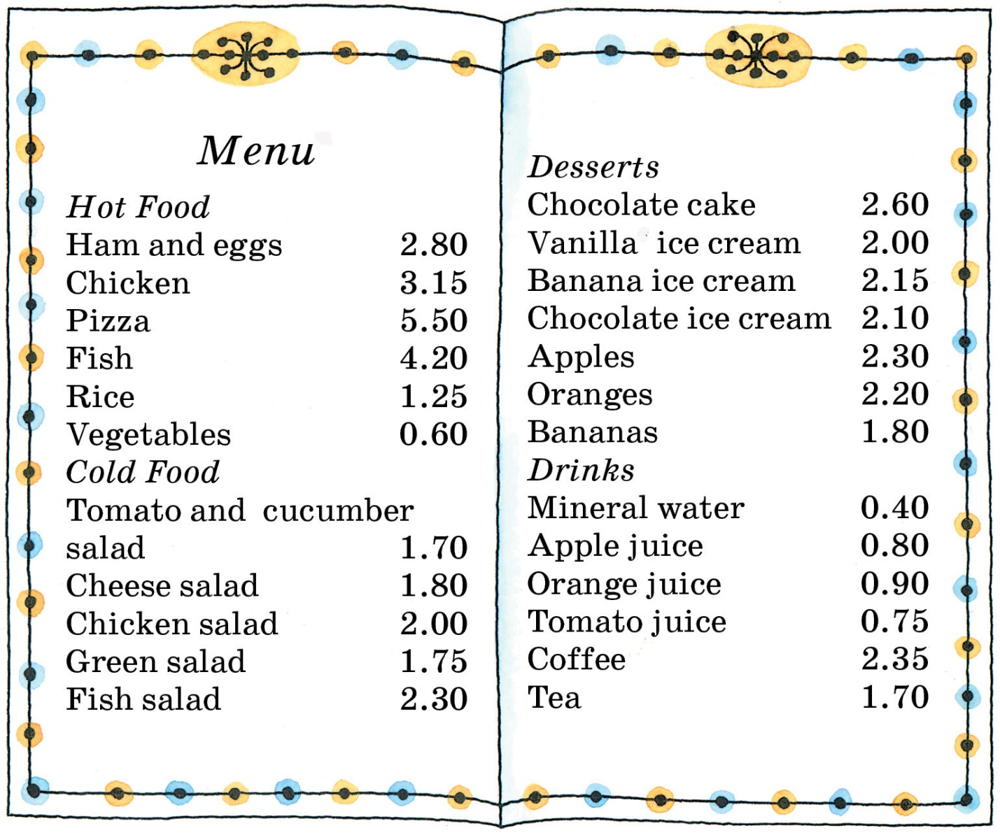 Menu
Hot Food
Ham and eggs 2.80
Chicken 3.15
Pizza 5.50
Fish 4.20
Rice 1.25
Vegetables 0.60
Cold Food
Tomato and cucumber
salad 1.70
Cheese salad 1.80
Chicken salad 2.00
Green salad 1.75
Fish salad 2.30
Desserts
Chocolate cake 2.60
Vanilla ice cream 2.00
Banana ice cream 2.15
Chocolate ice cream 2.10
Apples 2.30
Oranges 2.20
Bananas 1.80
Drinks
Mineral water 0.40
Apple juice 0.80
Orange juice 0.90
Tomato juice 0.75
Coffee 2.35
Tea 1.70